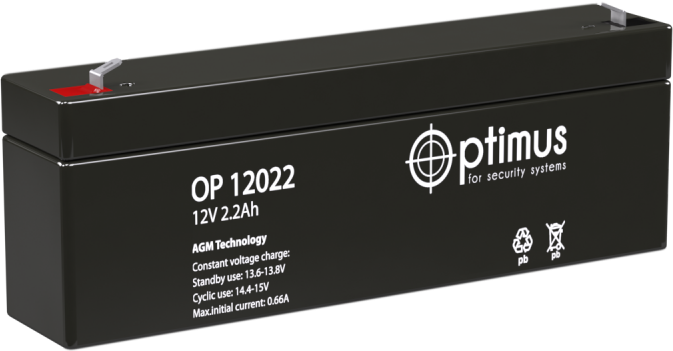 Optimus
for security systems
OP 12022
12V 2.2Ah
AGM Technology
Constant voltage charge:
Standby use: 13.6-13.8V
Cyclic use: 14.4-15V
Max.initial current: 0.66A
pb
pb